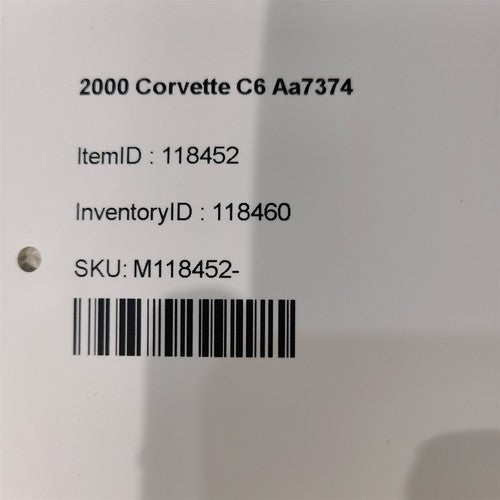 2000 Corvette C6 Aa7374
ItemID : 118452
InventoryID : 118460
SKU: M118452-